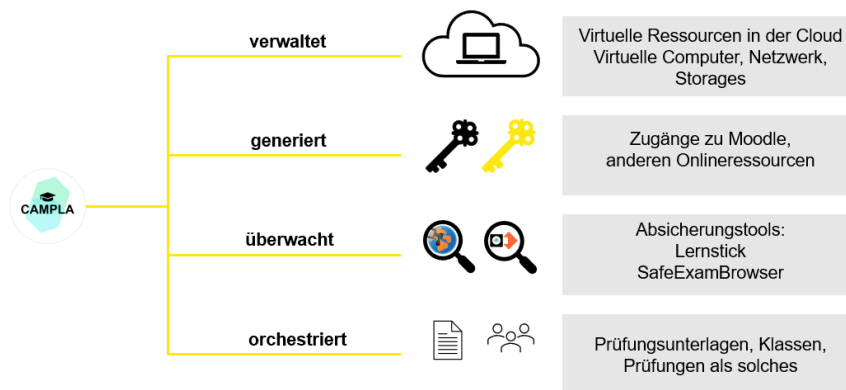 verwaltet
Virtuelle Ressourcen in der Cloud
Virtuelle Computer, Netzwerk,
Storages
generiert
Zugänge zu Moodle,
anderen Onlineressourcen
CAMPLA
überwacht
Absicherungstools:
Lernstick
SafeExamBrowser
orchestriert
Prüfungsunterlagen, Klassen,
Prüfungen als solches